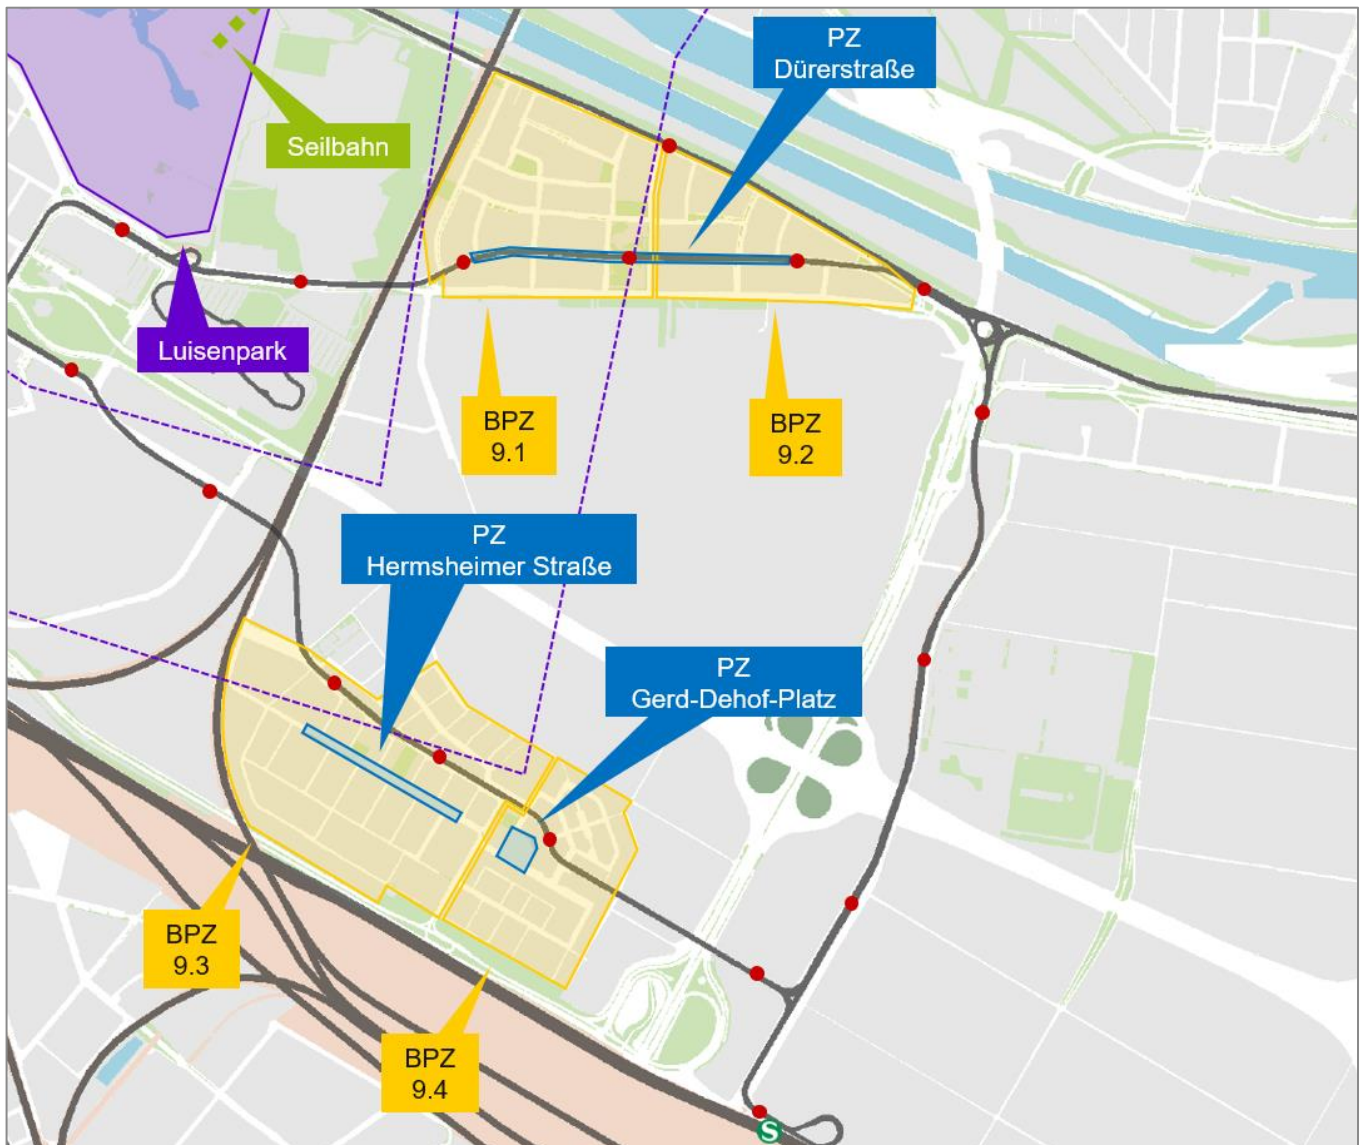 PZ
Dürerstraße
Seilbahn
Luisenpark
BPZ
9.1
BPZ
9.2
PZ
Hermsheimer Straße
PZ
Gerd-Dehof-Platz
BPZ
9.3
BPZ
9.4
S